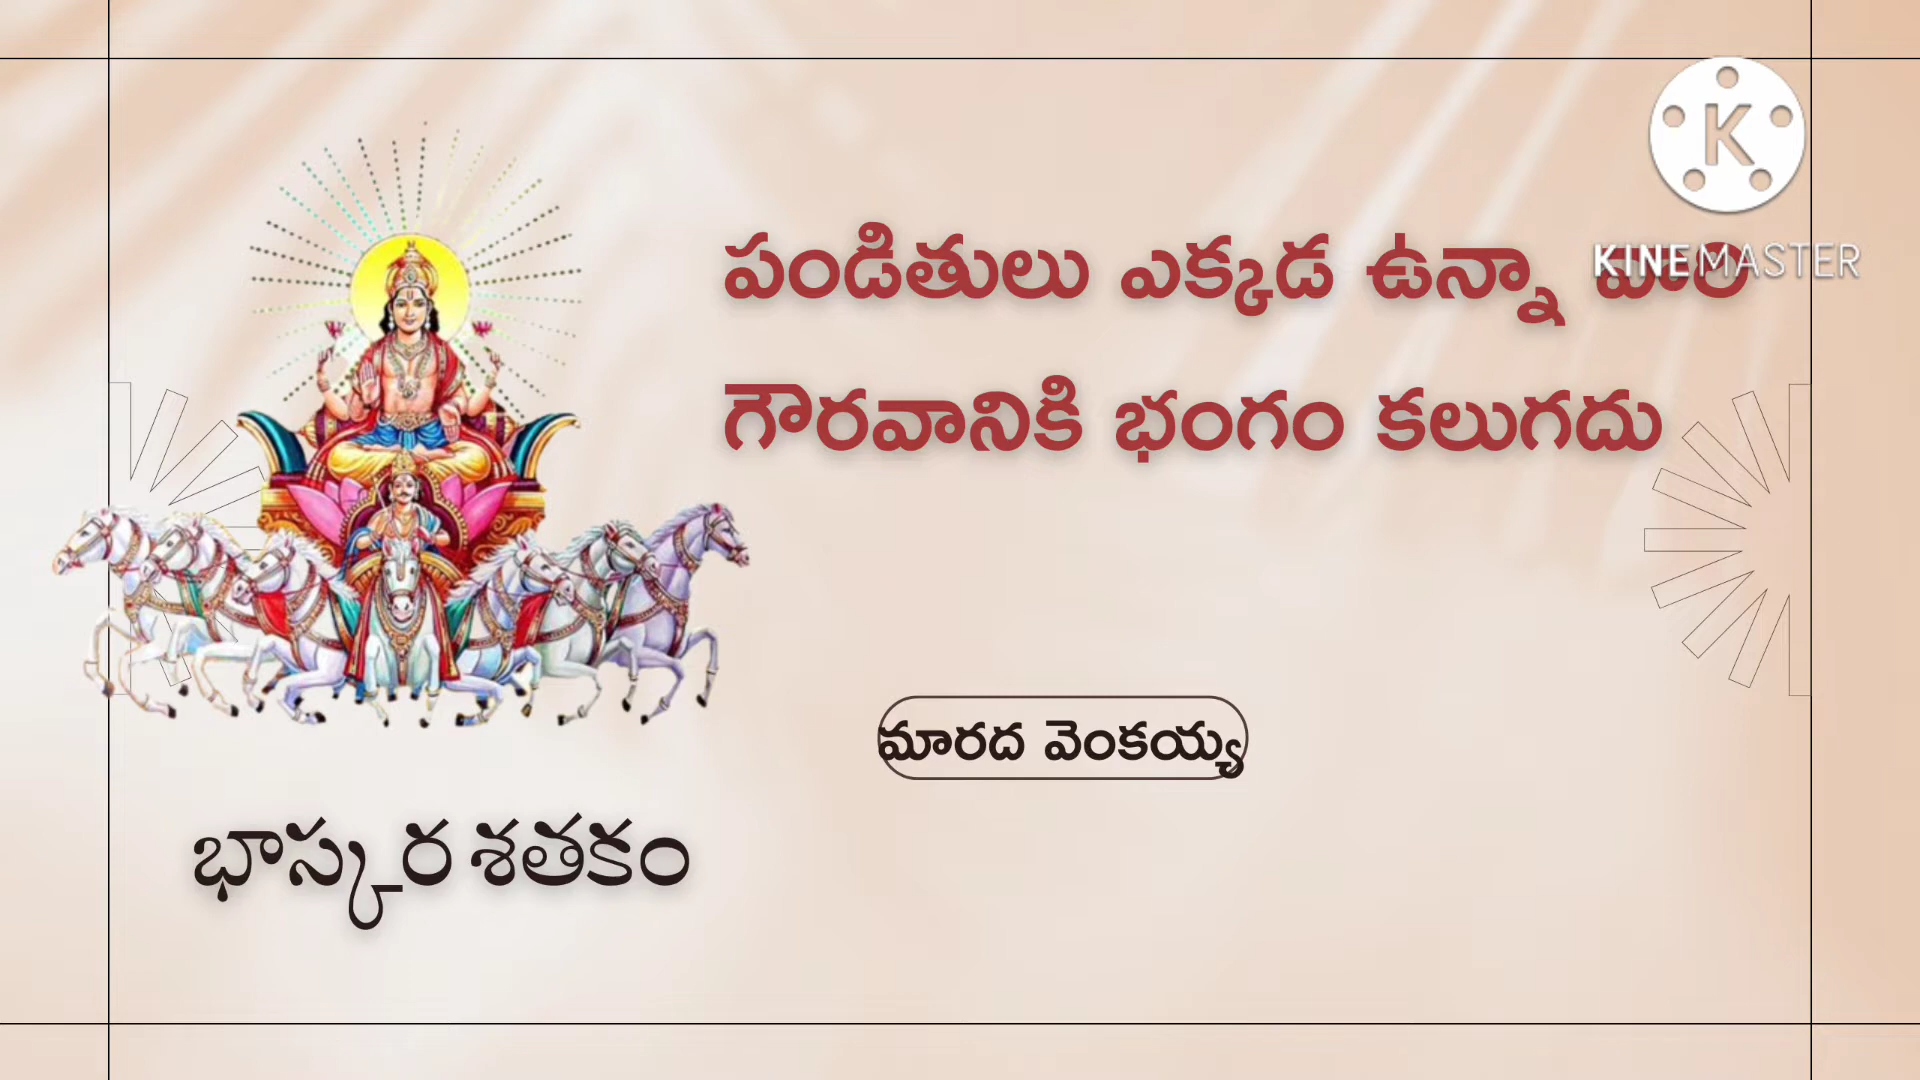 పండితులు ఎక్కడ ఉన్నా వారి
గౌరవానికి భంగం కలుగదు
K
KINEMASTER
మారద వెంకయ్య
భాస్కర శతకం